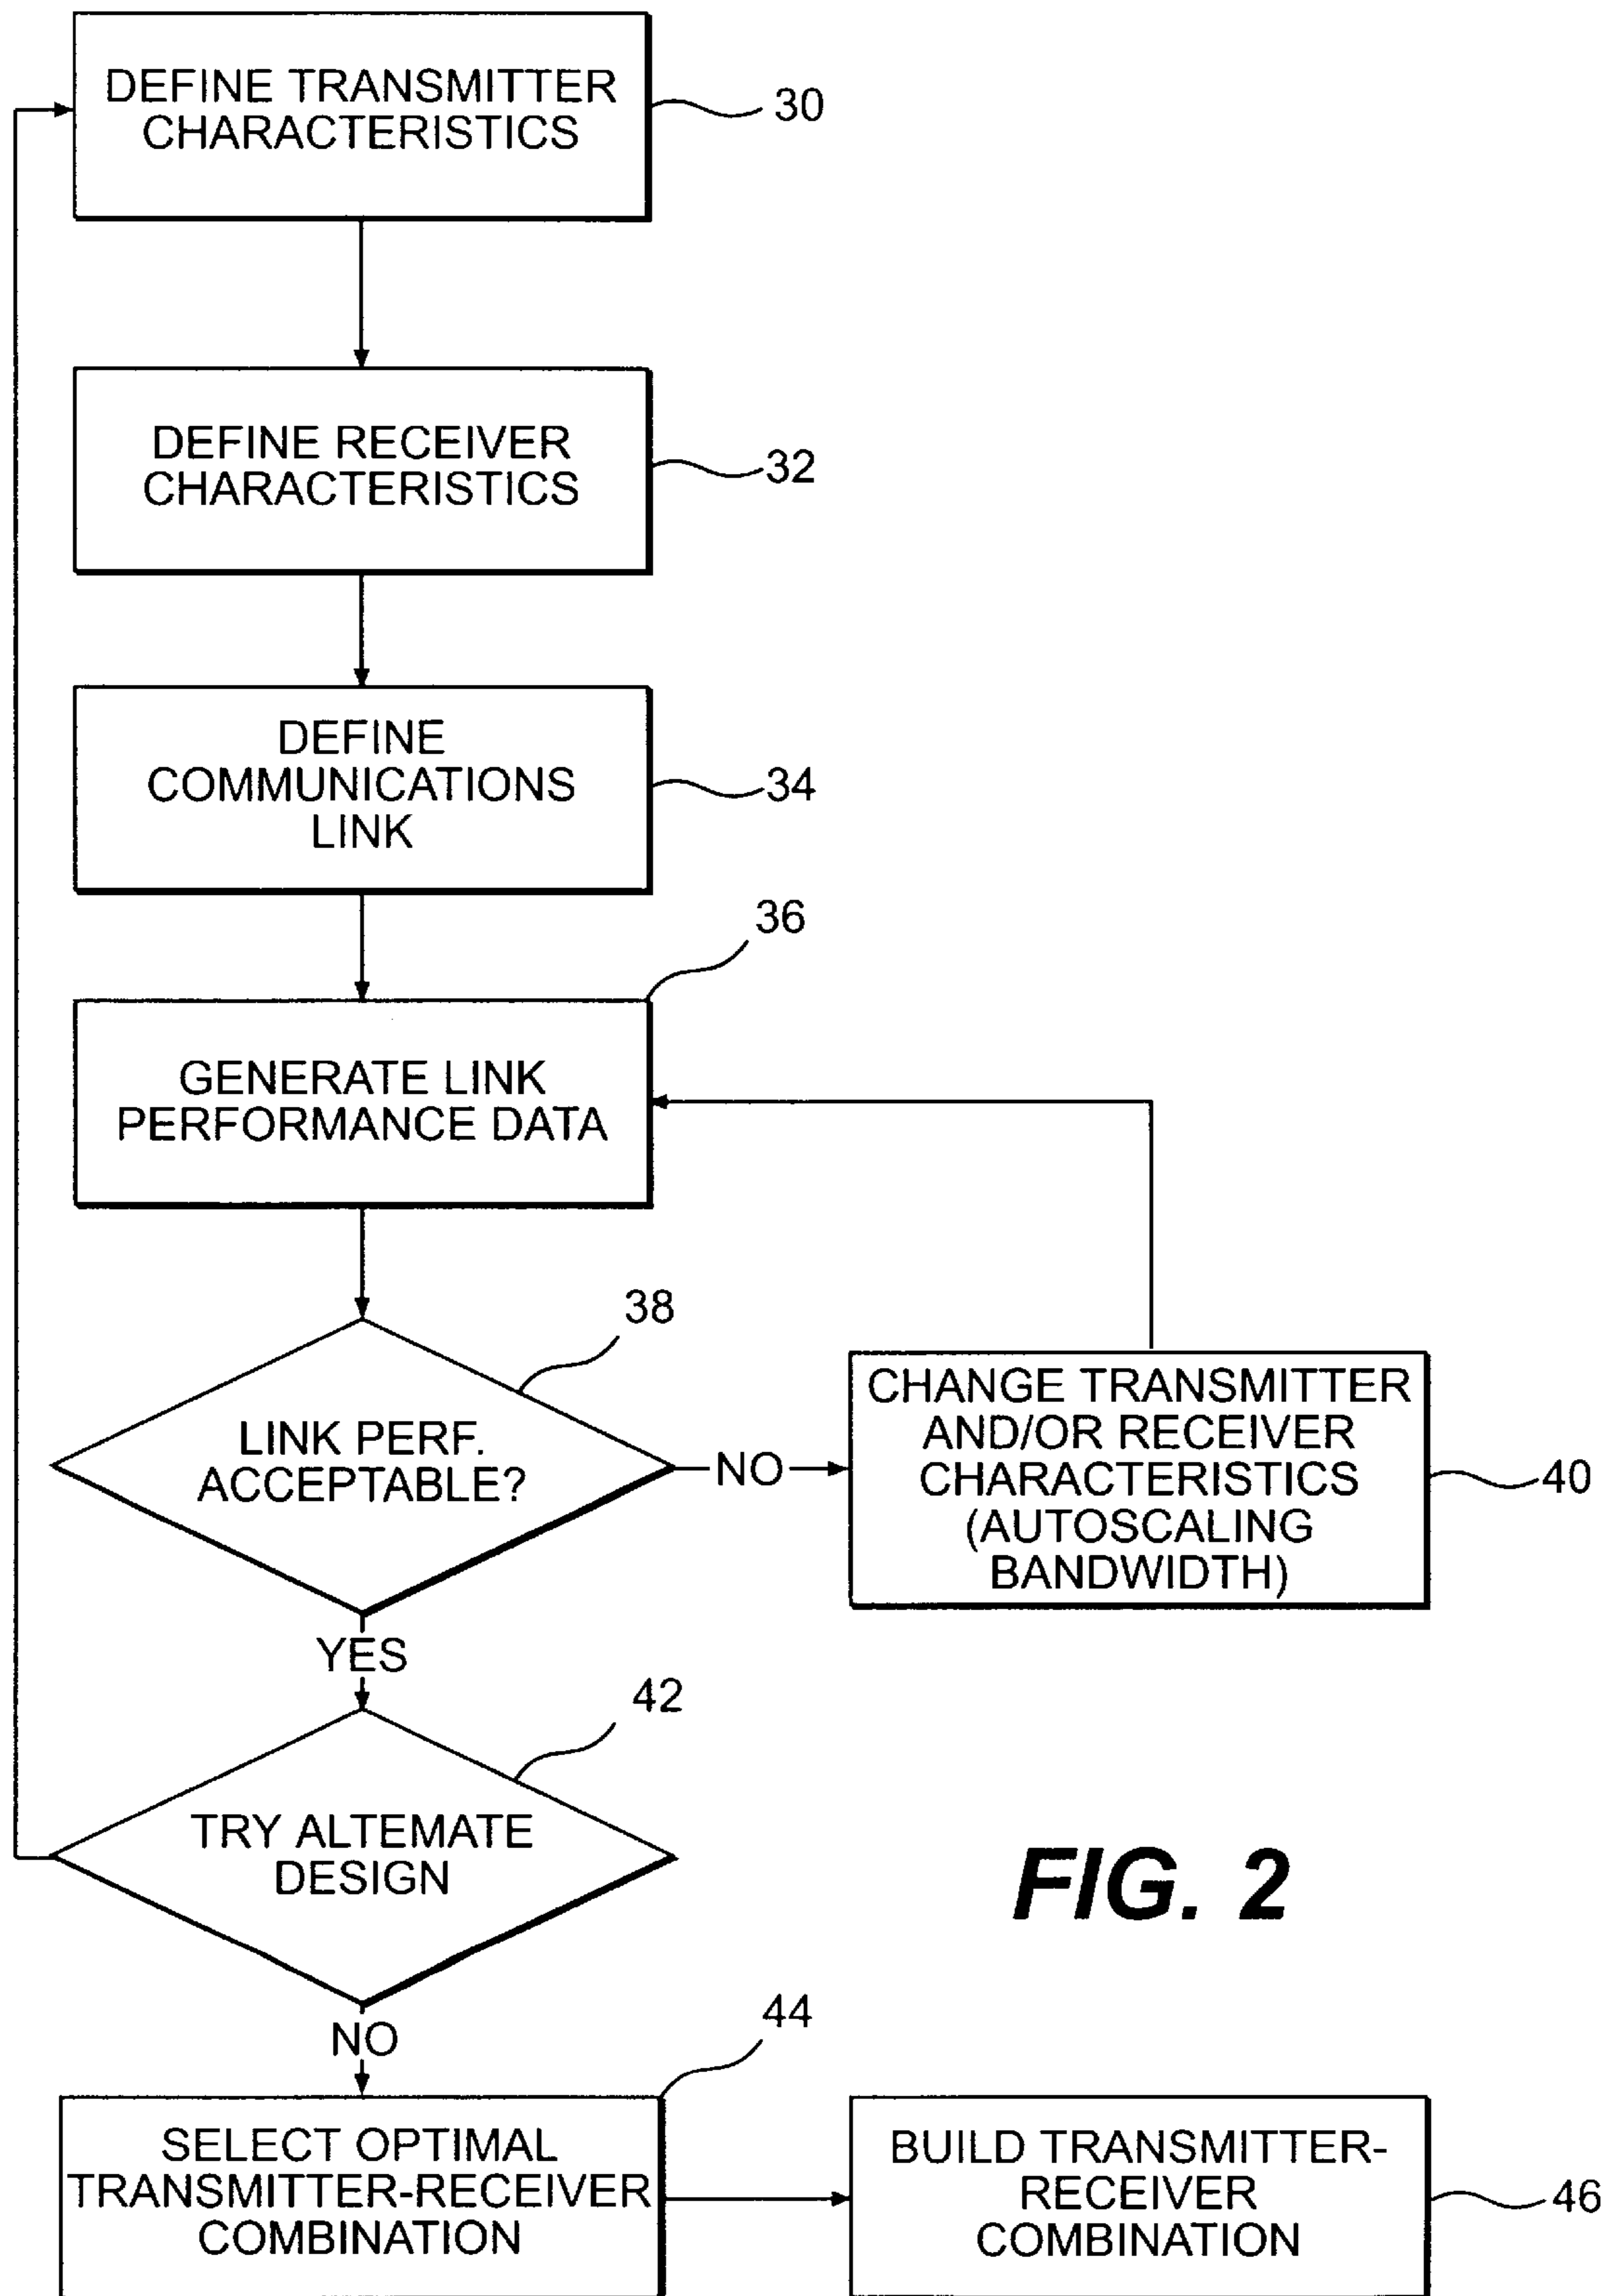 DEFINE TRANSMITTER
CHARACTERISTICS
30
DEFINE RECEIVER
CHARACTERISTICS
32
DEFINE
COMMUNICATIONS
LINK
34
36
GENERATE LINK
PERFORMANCE DATA
38
LINK PERF.
ACCEPTABLE?
NO
CHANGE TRANSMITTER
AND/OR RECEIVER
CHARACTERISTICS
(AUTOSCALING
BANDWIDTH)
40
YES
42
TRY ALTEMATE
DESIGN
FIG. 2
NO
44
SELECT OPTIMAL
TRANSMITTER-RECEIVER
COMBINATION
BUILD TRANSMITTER-
RECEIVER
COMBINATION
46